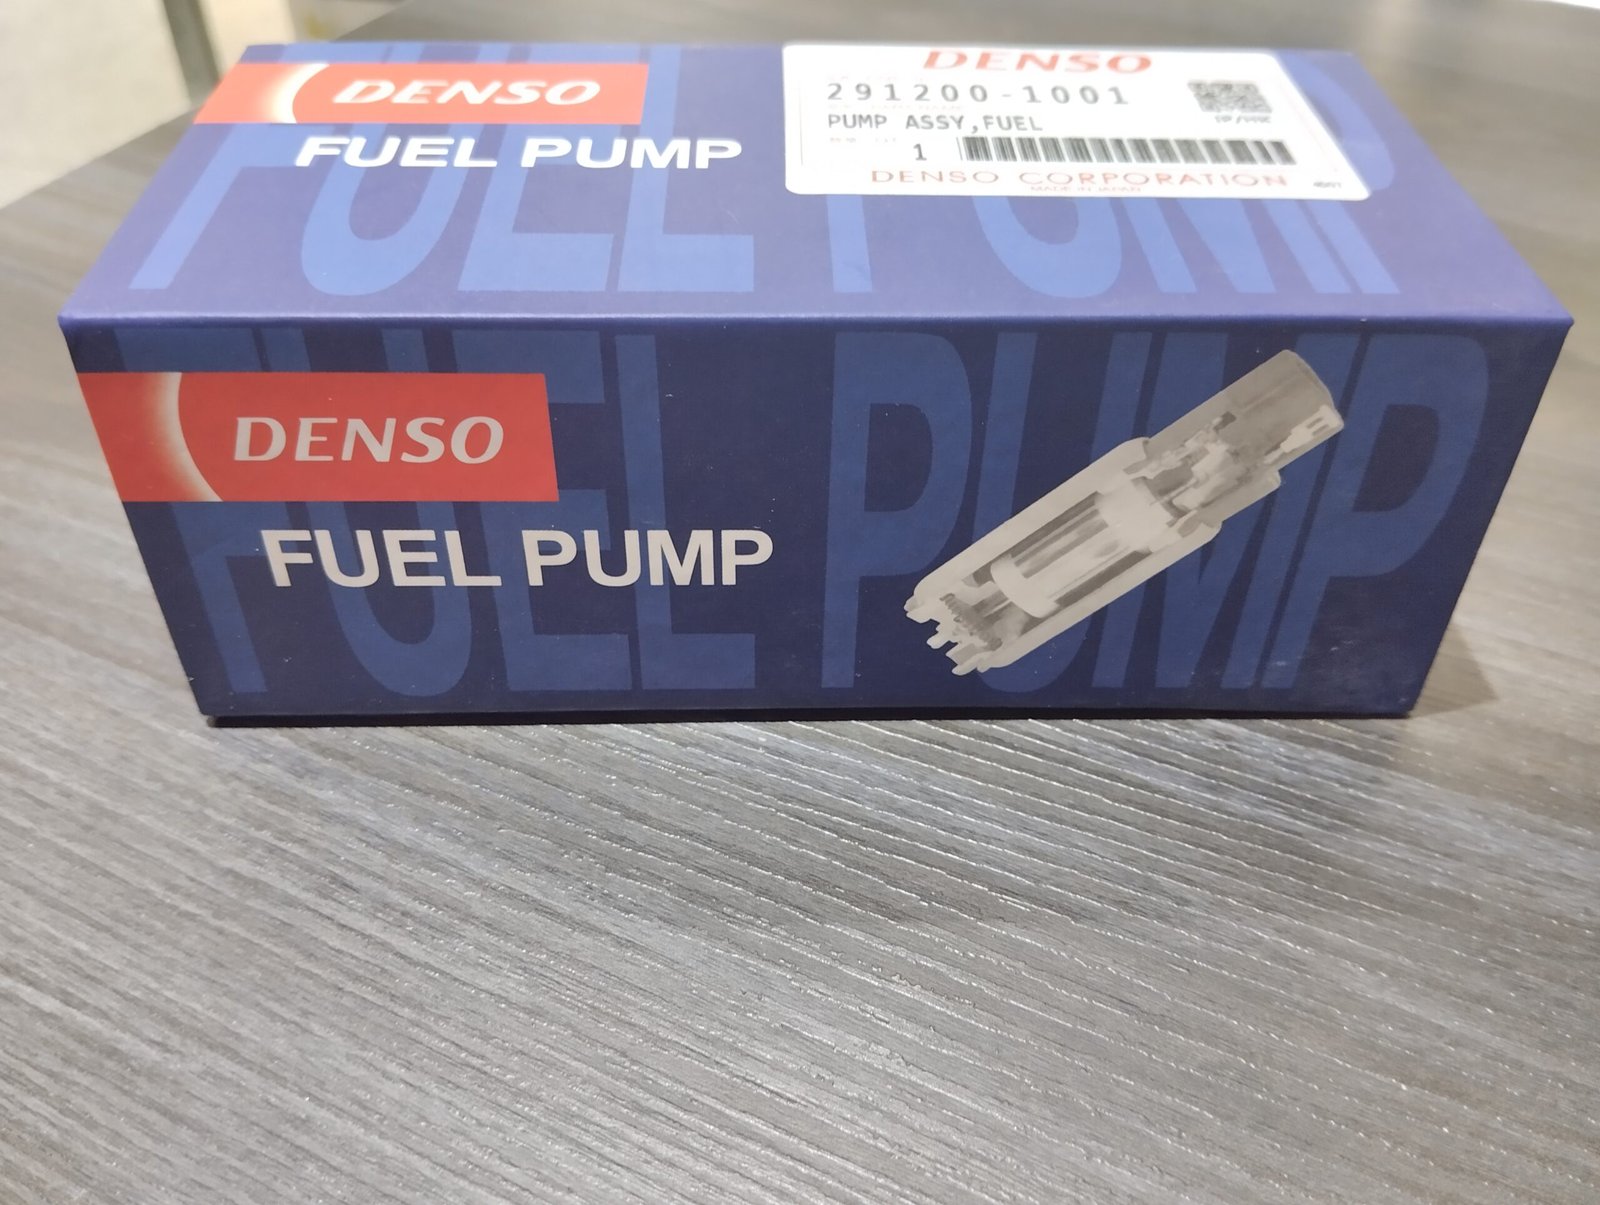 DENSO
FUEL PUMP
DENSO
291200-1001
PUMP ASSY,FUEL
1
DENSO CORPORATION
MADE IN JAPAN
FUEL PUMP
DENSO
FUEL PUMP
FUEL PUMP